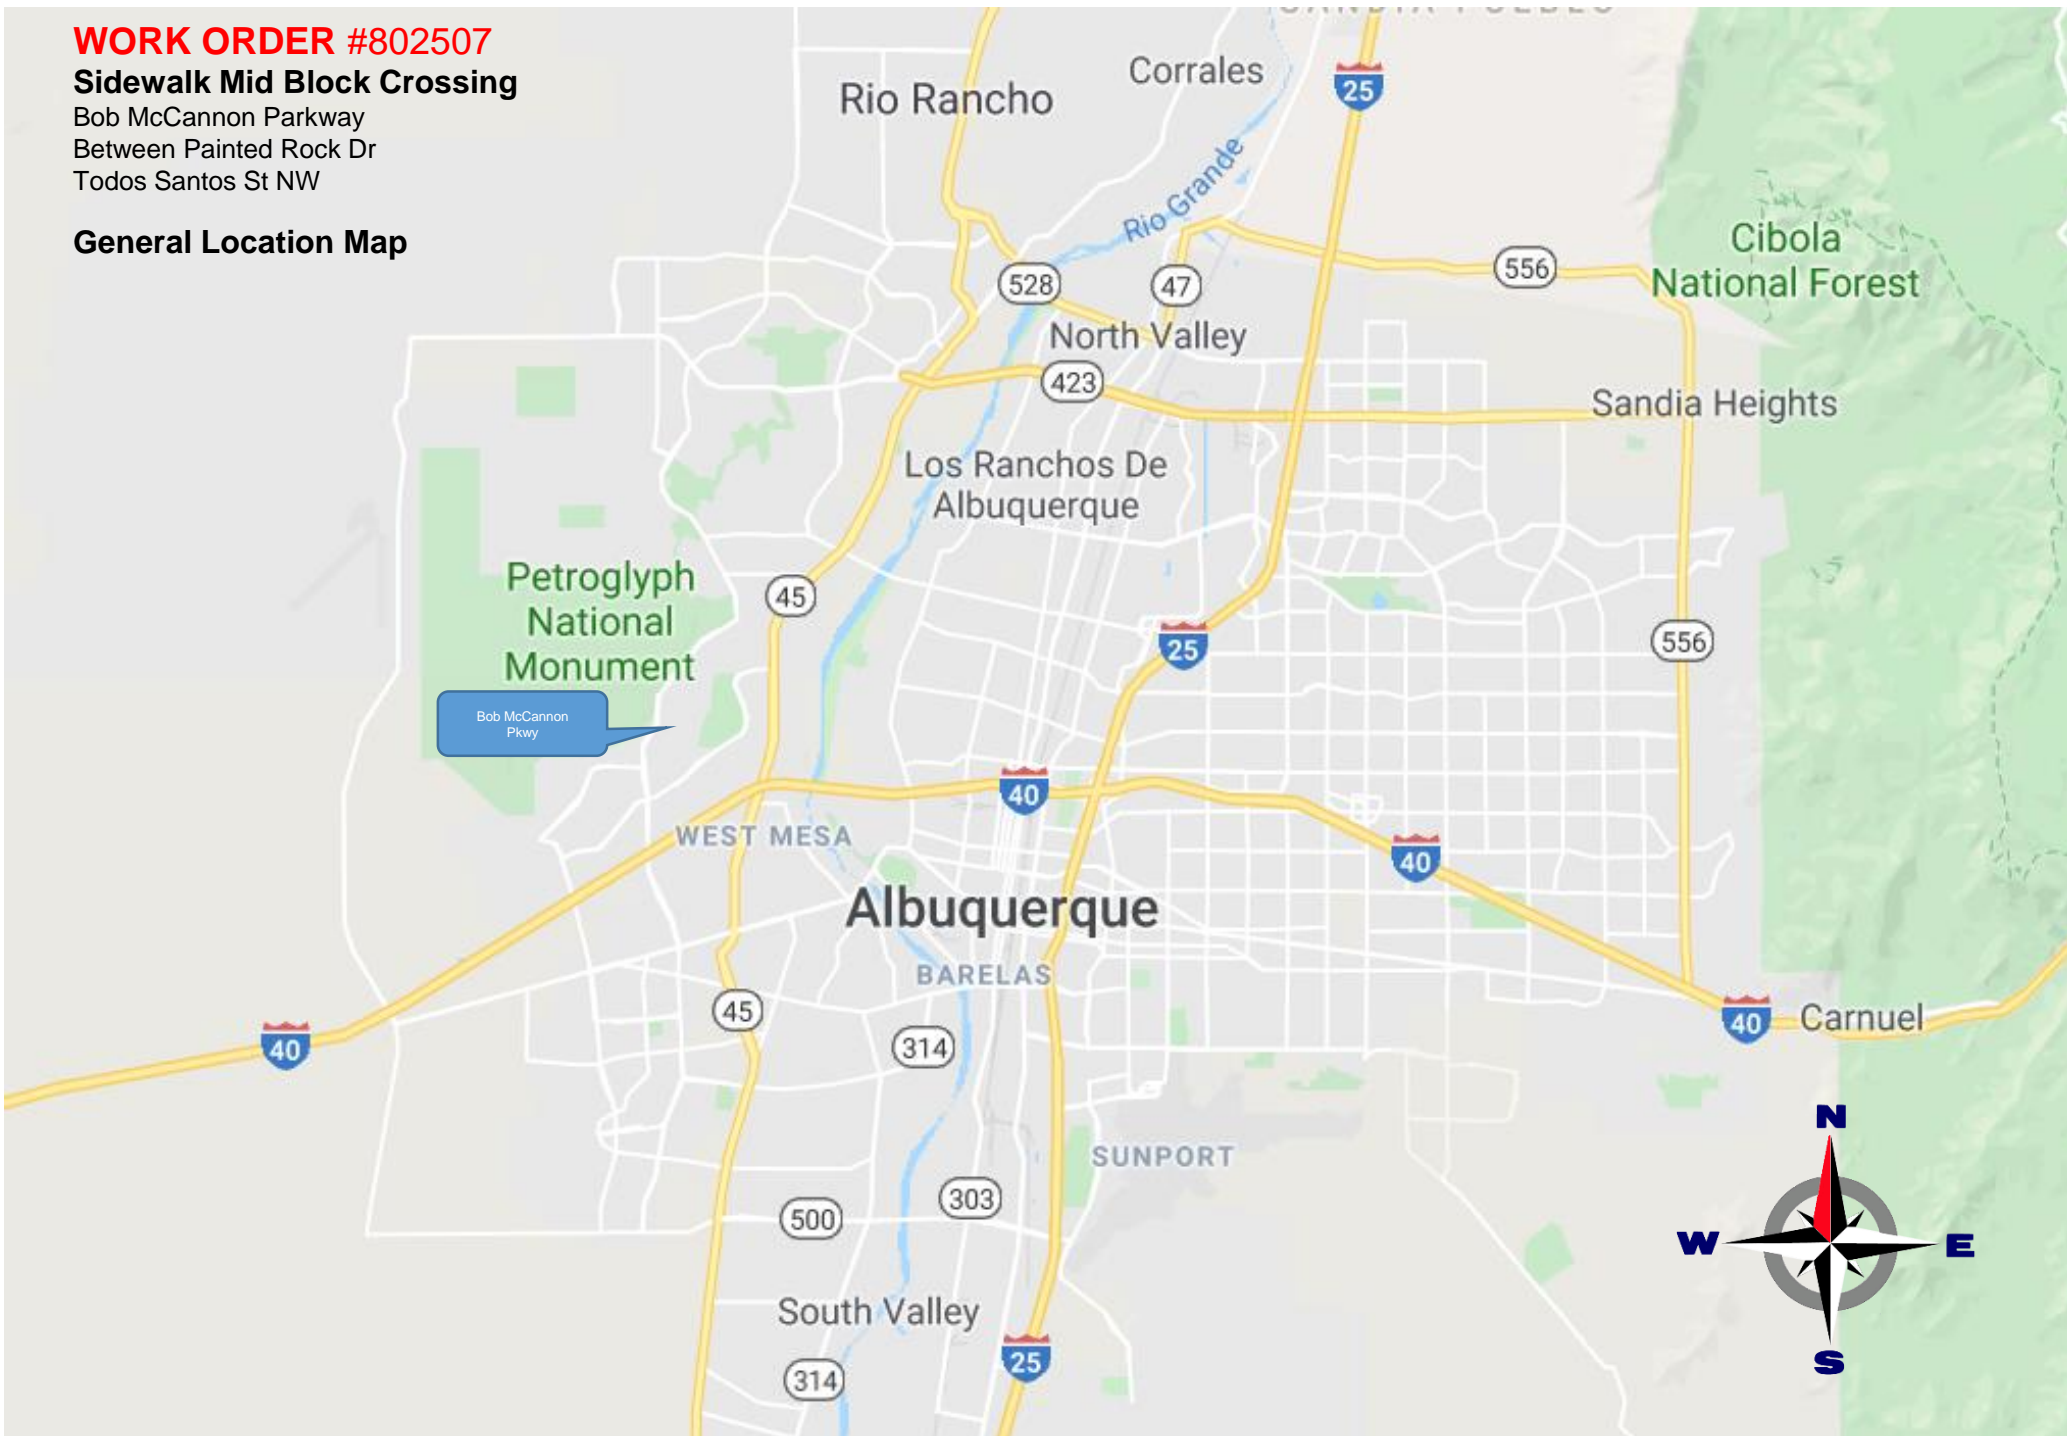 WORK ORDER #802507
Sidewalk Mid Block Crossing
Bob McCannon Parkway
Between Painted Rock Dr
Todos Santos St NW
General Location Map
Corrales
Rio Rancho
25
Rio Grande
Cibola
National Forest
528
47
556
North Valley
423
Sandia Heights
Los Ranchos De
Albuquerque
Petroglyph
National
Monument
45
25
556
Bob McCannon
Pkwy
40
WEST MESA
40
Albuquerque
BARELAS
45
40
314
40
Carnuel
N
SUNPORT
303
500
W
E
South Valley
25
S
314